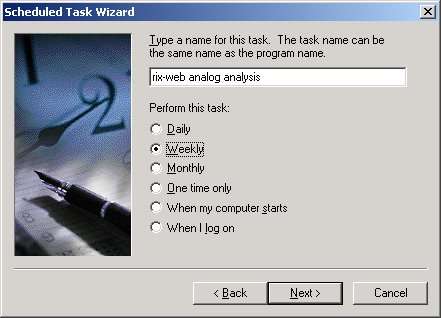 Scheduled Task Wizard
Type a name for this task. The task name can be
the same name as the program name.
rix-web analog analysis
Perform this task:
Daily
Weekly
Monthly
One time only
When my computer starts
When I log on
< Back
Next >
Cancel